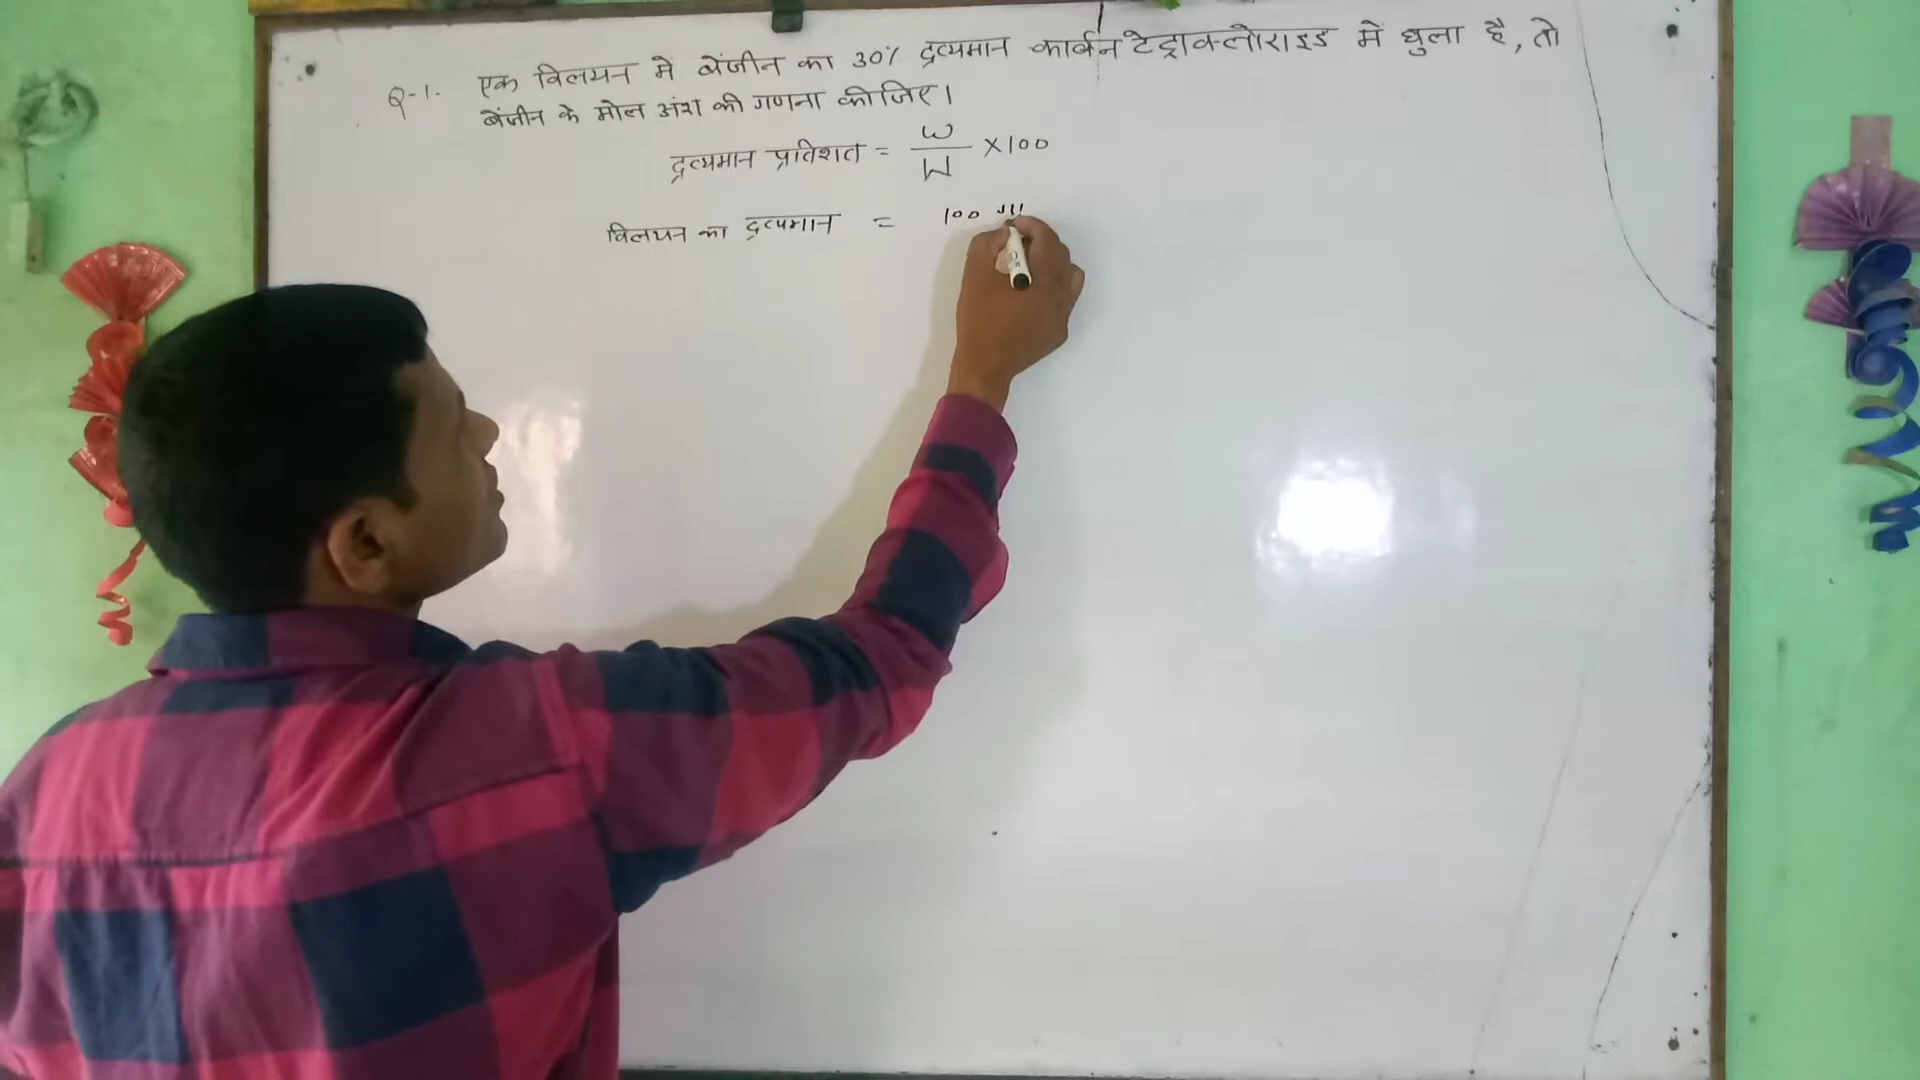 Q-1. एक विलयन में बेंजीन का 30% द्रव्यमान कार्बन टेट्राक्लोराइड में घुला है, तो
बेंजीन के मोल अंश की गणना कीजिए।
द्रव्यमान प्रतिशत = w/W × 100
विलयन का द्रव्यमान = 100